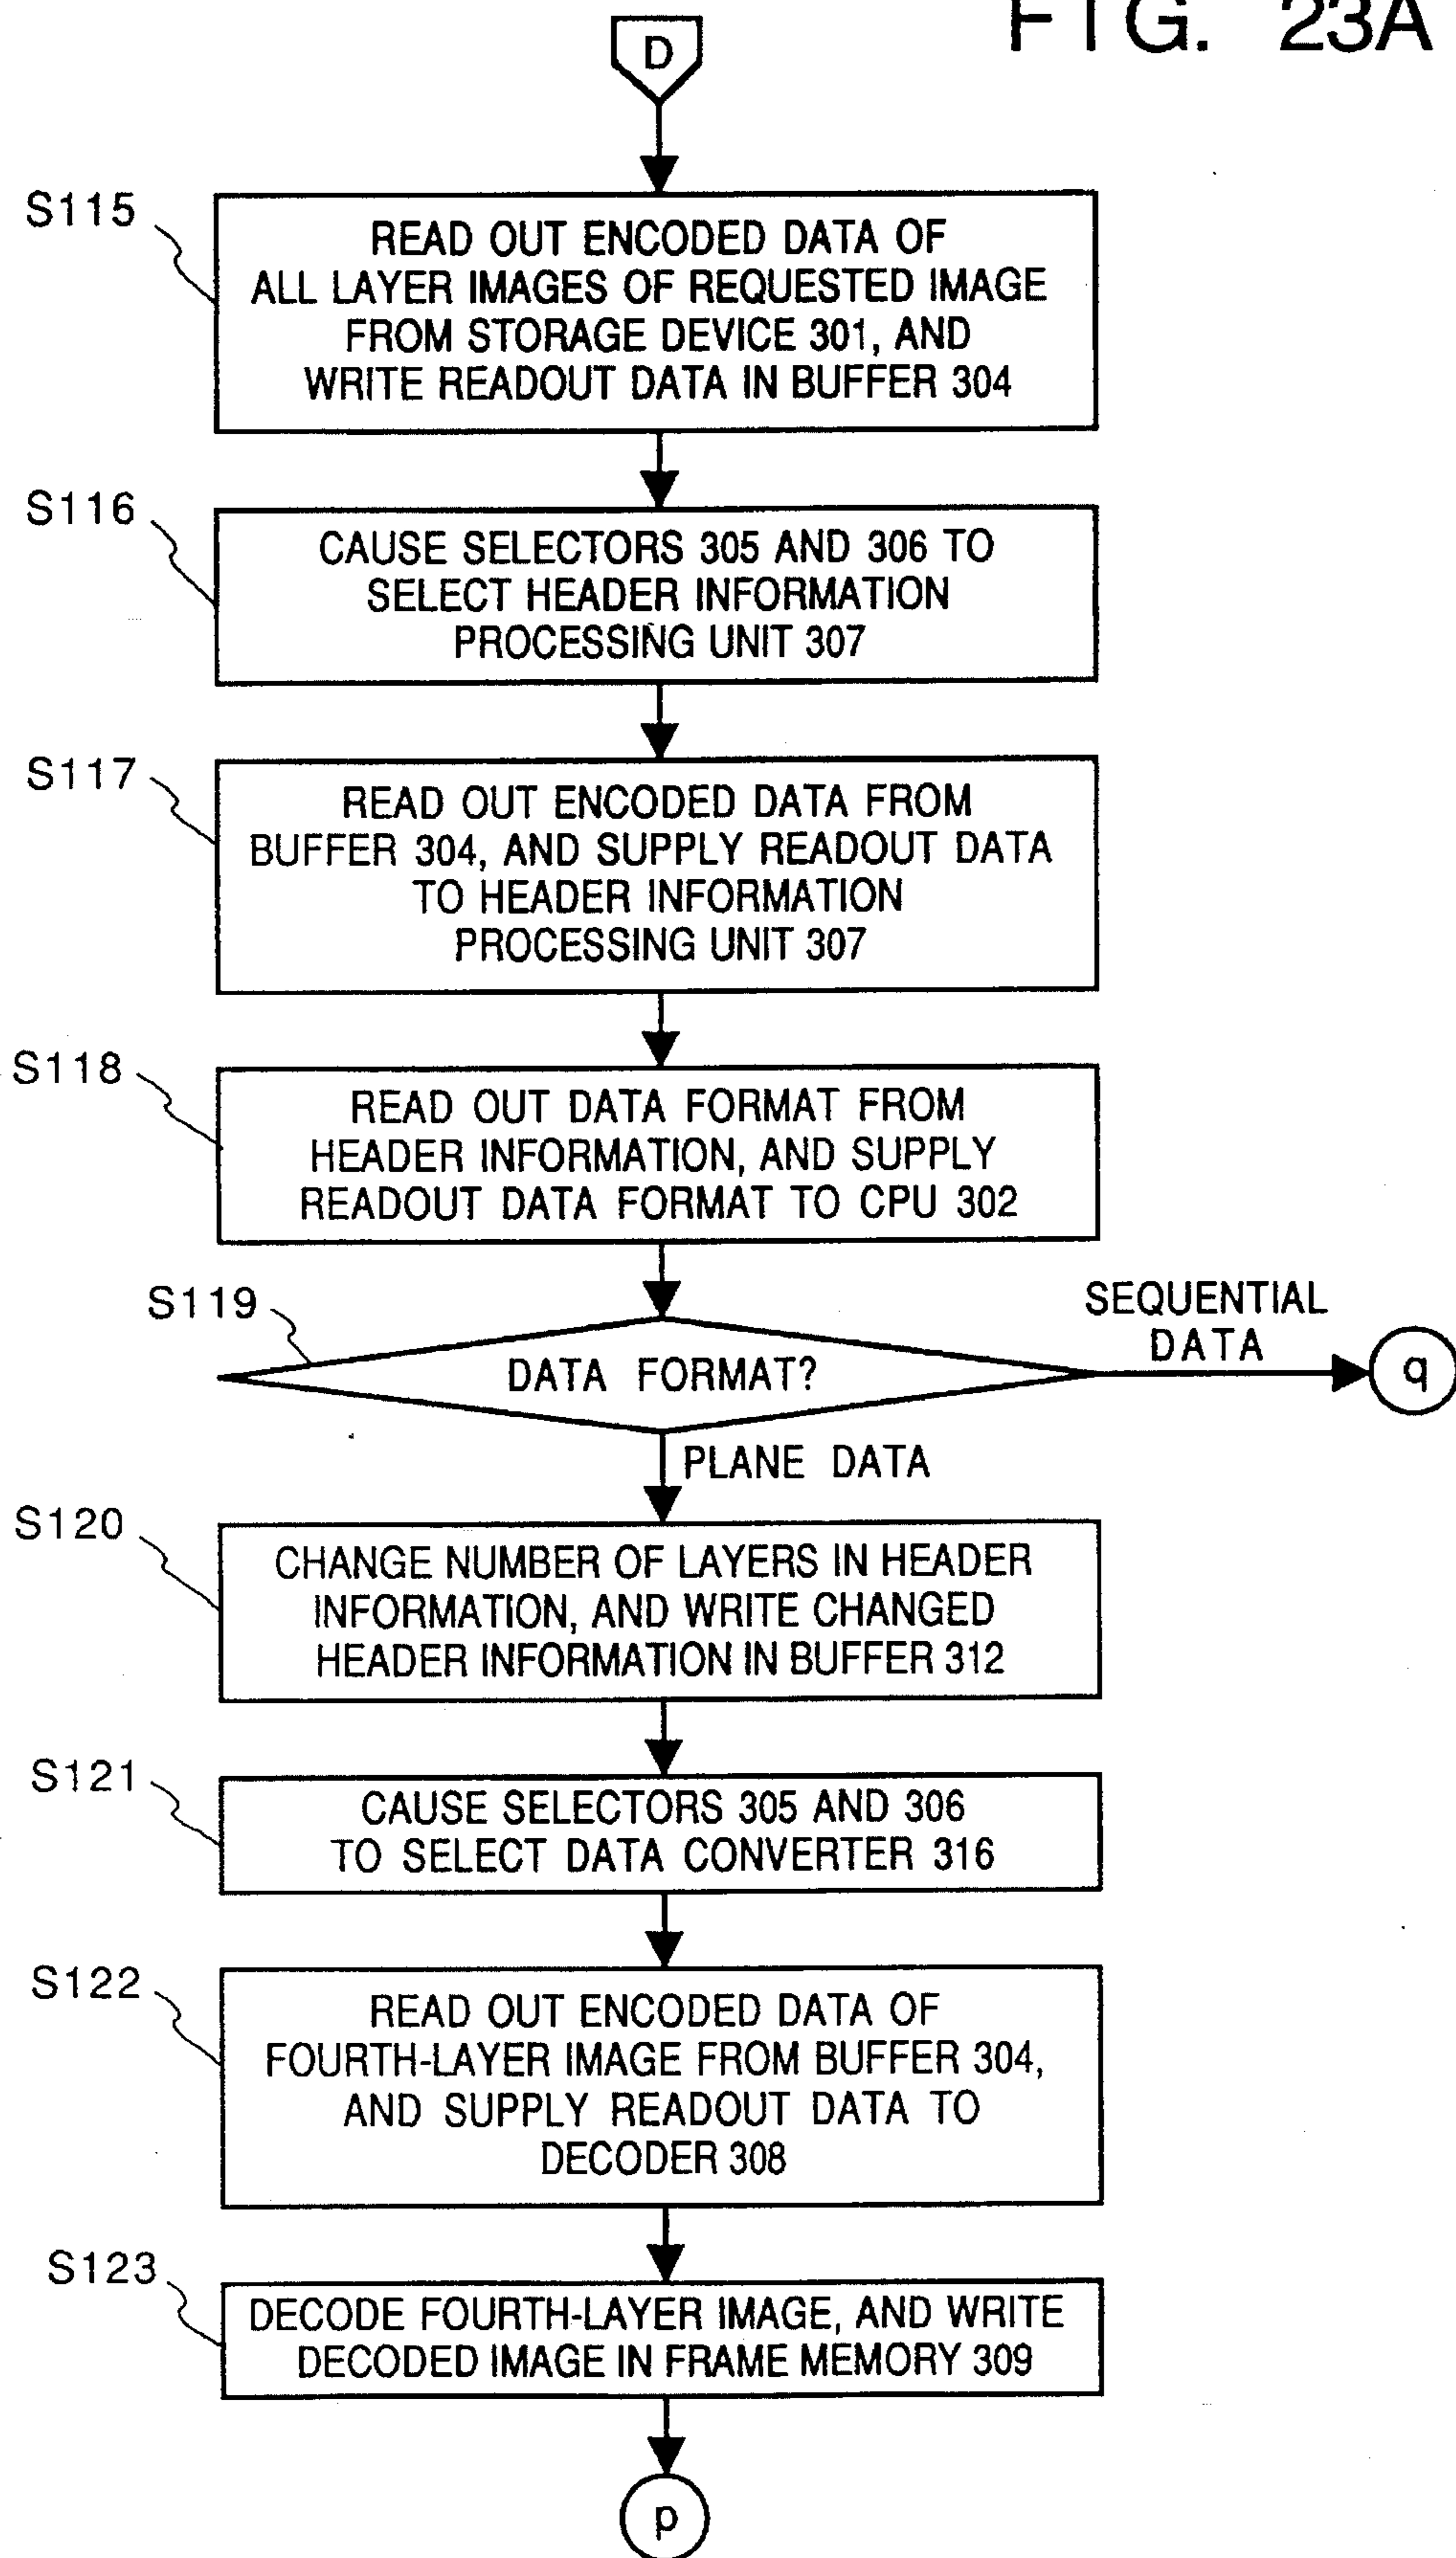 FIG. 23A
D
S115
READ OUT ENCODED DATA OF
ALL LAYER IMAGES OF REQUESTED IMAGE
FROM STORAGE DEVICE 301, AND
WRITE READOUT DATA IN BUFFER 304
S116
CAUSE SELECTORS 305 AND 306 TO
SELECT HEADER INFORMATION
PROCESSING UNIT 307
S117
READ OUT ENCODED DATA FROM
BUFFER 304, AND SUPPLY READOUT DATA
TO HEADER INFORMATION
PROCESSING UNIT 307
S118
READ OUT DATA FORMAT FROM
HEADER INFORMATION, AND SUPPLY
READOUT DATA FORMAT TO CPU 302
S119
DATA FORMAT?
SEQUENTIAL
DATA
q
PLANE DATA
S120
CHANGE NUMBER OF LAYERS IN HEADER
INFORMATION, AND WRITE CHANGED
HEADER INFORMATION IN BUFFER 312
S121
CAUSE SELECTORS 305 AND 306
TO SELECT DATA CONVERTER 316
S122
READ OUT ENCODED DATA OF
FOURTH-LAYER IMAGE FROM BUFFER 304,
AND SUPPLY READOUT DATA TO
DECODER 308
S123
DECODE FOURTH-LAYER IMAGE, AND WRITE
DECODED IMAGE IN FRAME MEMORY 309
p